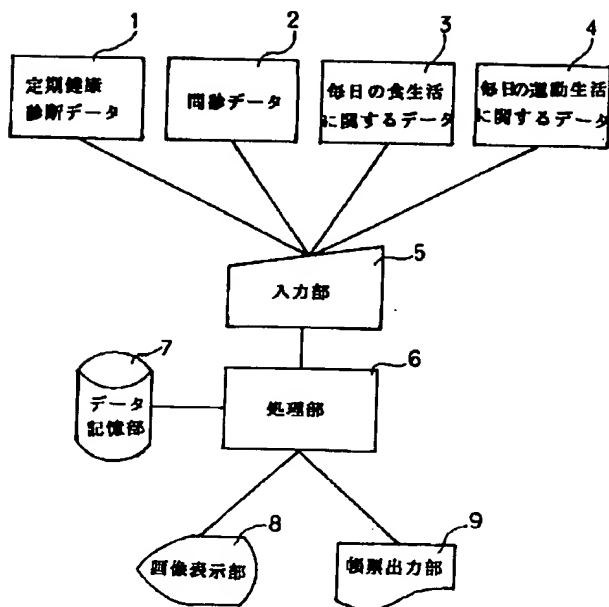 1
2
3
4
定期健康
診断データ
問診データ
毎日の食生活
に関するデータ
毎日の運動生活
に関するデータ
5
入力部
7
データ
記憶部
6
処理部
8
画像表示部
9
帳票出力部